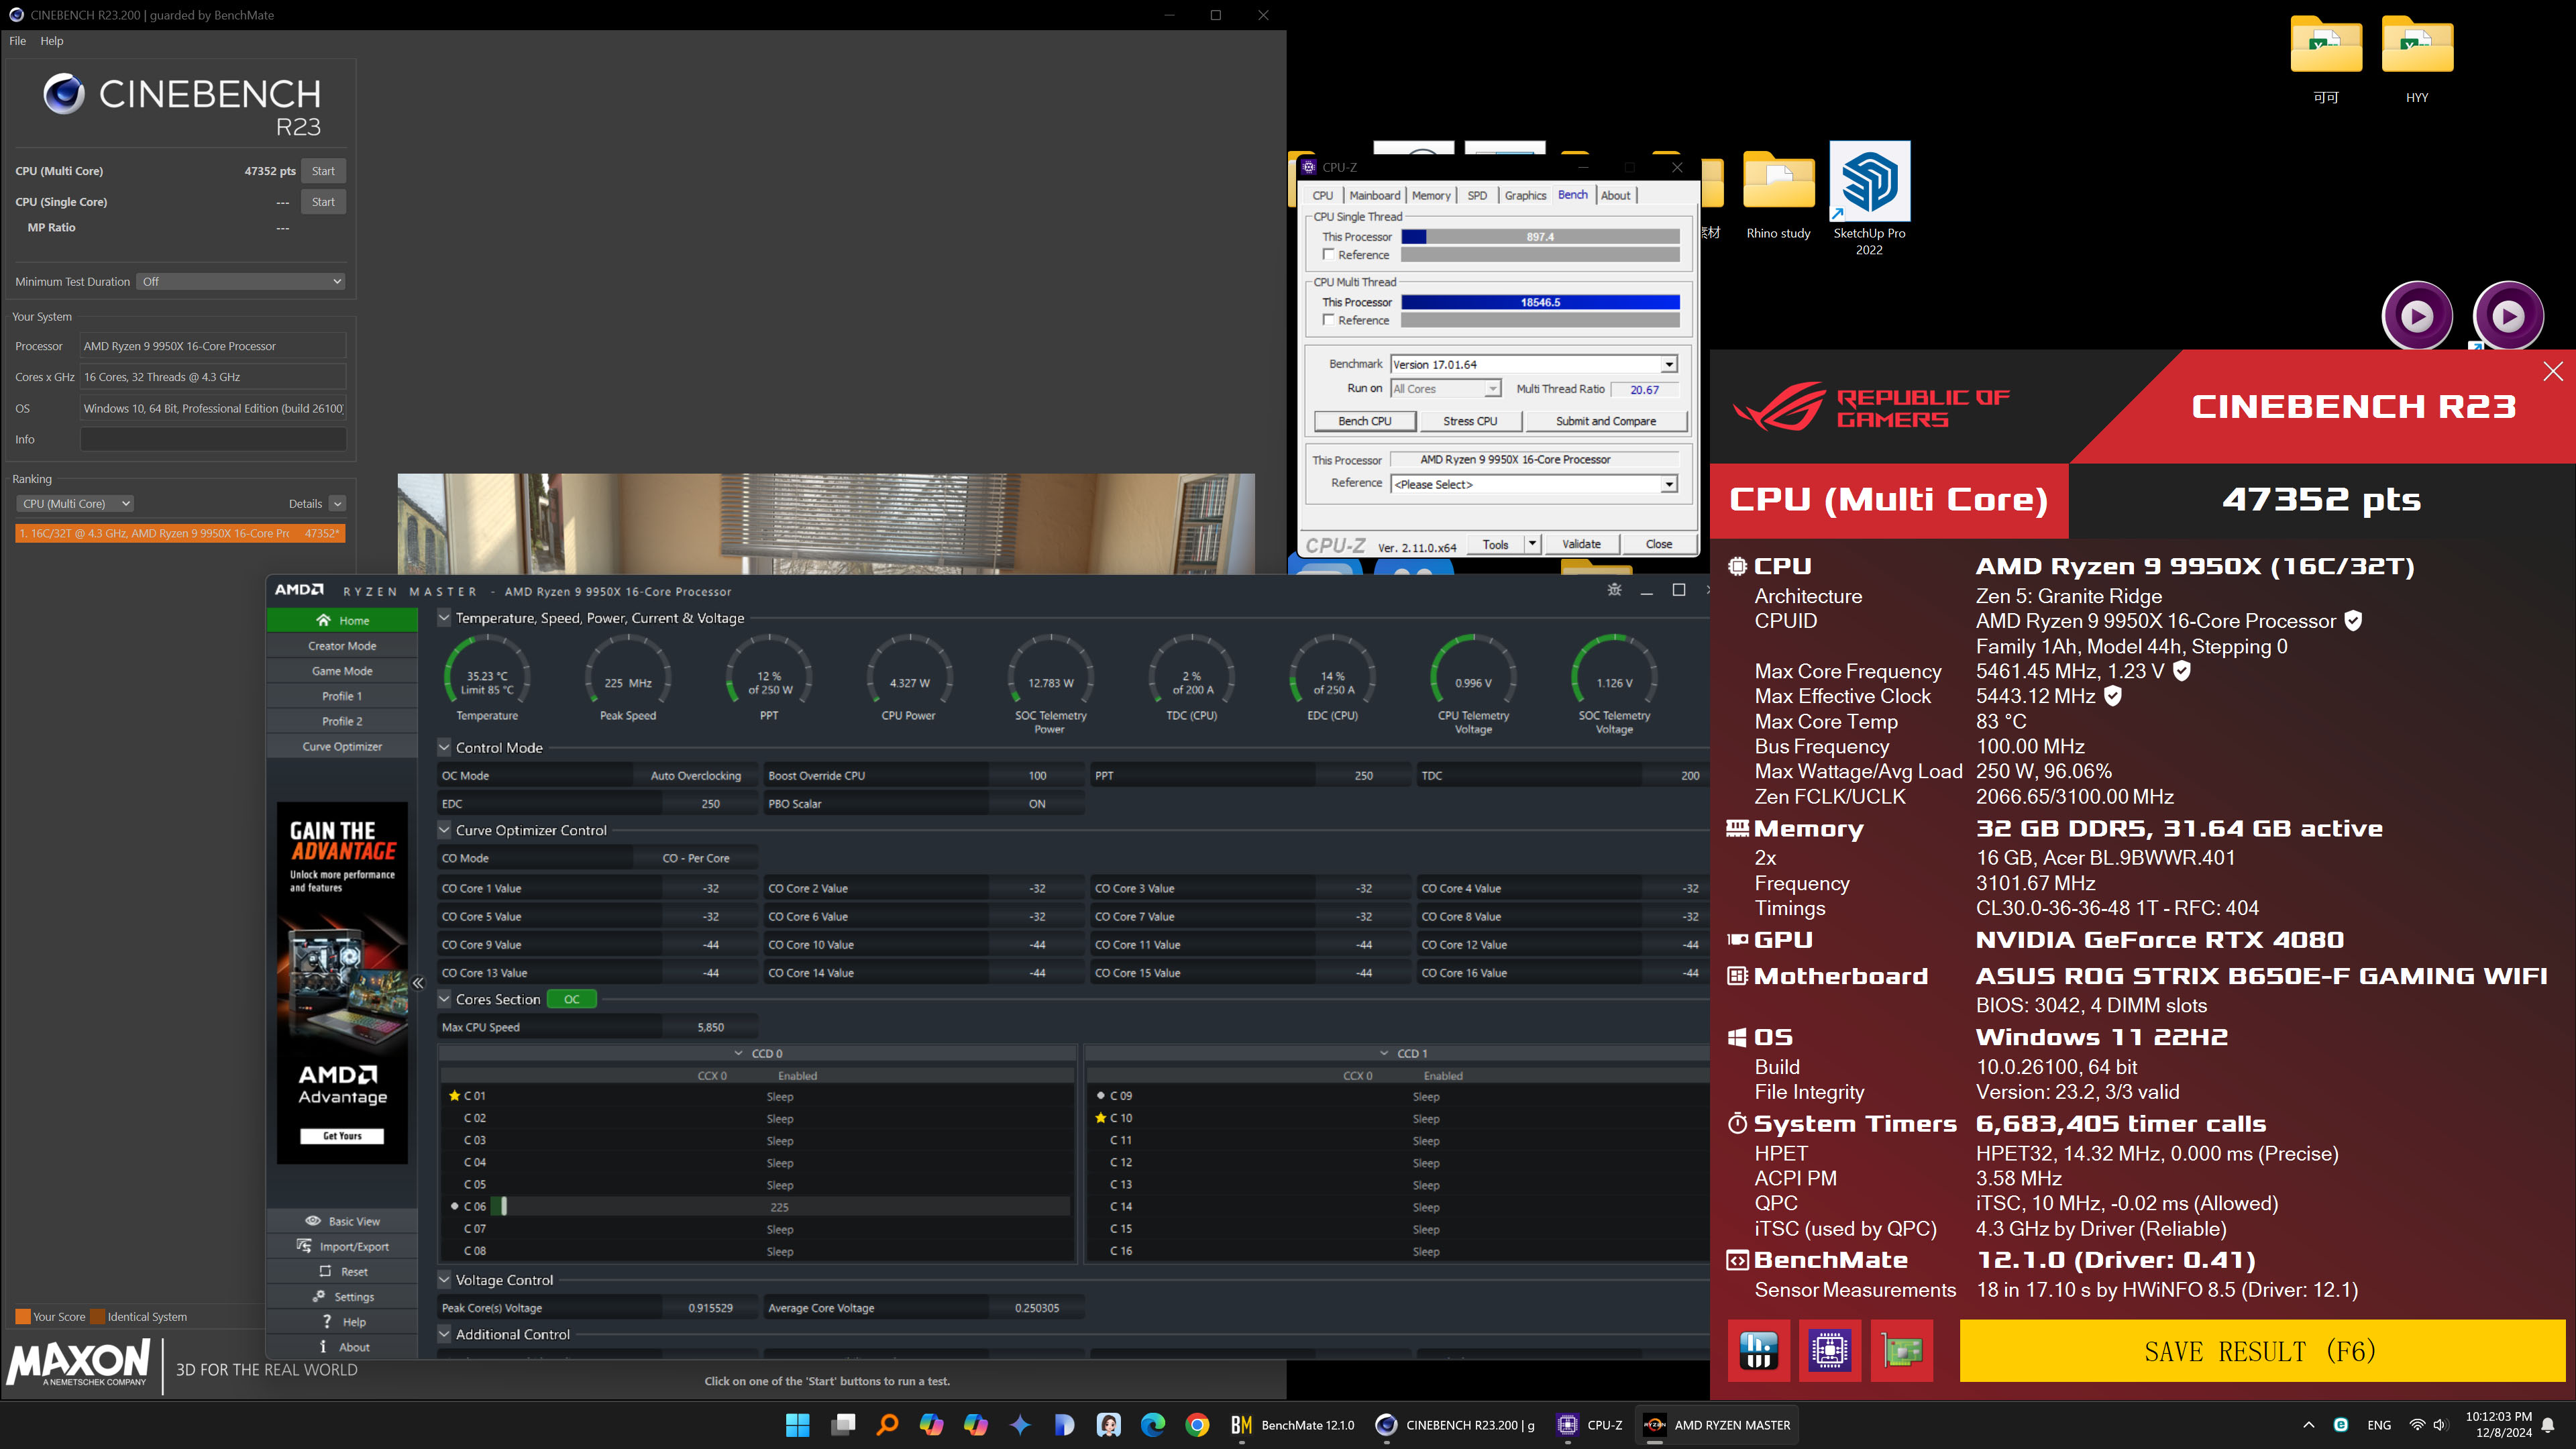 CINEBENCH R23.200 | guarded by BenchMate
File Help
CINEBENCH
R23
CPU (Multi Core) 47352 pts Start
CPU (Single Core) --- Start
MP Ratio ---
Minimum Test Duration Off
Your System
Processor AMD Ryzen 9 9950X 16-Core Processor
Cores x GHz 16 Cores, 32 Threads @ 4.3 GHz
OS Windows 10, 64 Bit, Professional Edition (build 26100)
Info
Ranking
CPU (Multi Core) Details
1. 16C/32T @ 4.3 GHz, AMD Ryzen 9 9950X 16-Core Prc 47352*
Your Score Identical System
MAXON
A NEMETSCHEK COMPANY
3D FOR THE REAL WORLD
Click on one of the 'Start' buttons to run a test.
AMD RYZEN MASTER - AMD Ryzen 9 9950X 16-Core Processor
Home
Creator Mode
Game Mode
Profile 1
Profile 2
Curve Optimizer
GAIN THE
ADVANTAGE
Unlock more performance
and features
AMD
Advantage
Get Yours
Basic View
Import/Export
Reset
Settings
Help
About
Temperature, Speed, Power, Current & Voltage
35.23 °C
Limit 85 °C
Temperature
225 MHz
Peak Speed
12 %
of 250 W
PPT
4.327 W
CPU Power
12.783 W
SOC Telemetry
Power
2 %
of 200 A
TDC (CPU)
14 %
of 250 A
EDC (CPU)
0.996 V
CPU Telemetry
Voltage
1.126 V
SOC Telemetry
Voltage
Control Mode
OC Mode Auto Overclocking Boost Override CPU 100 PPT 250 TDC 200
EDC 250 PBO Scalar ON
Curve Optimizer Control
CO Mode CO - Per Core
CO Core 1 Value -32 CO Core 2 Value -32 CO Core 3 Value -32 CO Core 4 Value -32
CO Core 5 Value -32 CO Core 6 Value -32 CO Core 7 Value -32 CO Core 8 Value -32
CO Core 9 Value -44 CO Core 10 Value -44 CO Core 11 Value -44 CO Core 12 Value -44
CO Core 13 Value -44 CO Core 14 Value -44 CO Core 15 Value -44 CO Core 16 Value -44
Cores Section OC
Max CPU Speed 5,850
CCD 0 CCD 1
CCX 0 Enabled CCX 0 Enabled
C 01 Sleep C 09 Sleep
C 02 Sleep C 10 Sleep
C 03 Sleep C 11 Sleep
C 04 Sleep C 12 Sleep
C 05 Sleep C 13 Sleep
C 06 225 C 14 Sleep
C 07 Sleep C 15 Sleep
C 08 Sleep C 16 Sleep
Voltage Control
Peak Core(s) Voltage 0.915529 Average Core Voltage 0.250305
Additional Control
CPU-Z
CPU Mainboard Memory SPD Graphics Bench About
CPU Single Thread
This Processor 897.4
Reference
CPU Multi Thread
This Processor 18546.5
Reference
Benchmark Version 17.01.64
Run on All Cores Multi Thread Ratio 20.67
Bench CPU Stress CPU Submit and Compare
This Processor AMD Ryzen 9 9950X 16-Core Processor
Reference <Please Select>
CPU-Z Ver. 2.11.0.x64 Tools Validate Close
可可
HYY
素材
Rhino study
SketchUp Pro
2022
REPUBLIC OF
GAMERS
CINEBENCH R23
CPU (Multi Core) 47352 pts
CPU AMD Ryzen 9 9950X (16C/32T)
Architecture Zen 5: Granite Ridge
CPUID AMD Ryzen 9 9950X 16-Core Processor
Family 1Ah, Model 44h, Stepping 0
Max Core Frequency 5461.45 MHz, 1.23 V
Max Effective Clock 5443.12 MHz
Max Core Temp 83 °C
Bus Frequency 100.00 MHz
Max Wattage/Avg Load 250 W, 96.06%
Zen FCLK/UCLK 2066.65/3100.00 MHz
Memory 32 GB DDR5, 31.64 GB active
2x 16 GB, Acer BL.9BWWR.401
Frequency 3101.67 MHz
Timings CL30.0-36-36-48 1T - RFC: 404
GPU NVIDIA GeForce RTX 4080
Motherboard ASUS ROG STRIX B650E-F GAMING WIFI
BIOS: 3042, 4 DIMM slots
OS Windows 11 22H2
Build 10.0.26100, 64 bit
File Integrity Version: 23.2, 3/3 valid
System Timers 6,683,405 timer calls
HPET HPET32, 14.32 MHz, 0.000 ms (Precise)
ACPI PM 3.58 MHz
QPC iTSC, 10 MHz, -0.02 ms (Allowed)
iTSC (used by QPC) 4.3 GHz by Driver (Reliable)
BenchMate 12.1.0 (Driver: 0.41)
Sensor Measurements 18 in 17.10 s by HWiNFO 8.5 (Driver: 12.1)
SAVE RESULT (F6)
BM BenchMate 12.1.0 CINEBENCH R23.200 | g CPU-Z AMD RYZEN MASTER
ENG
10:12:03 PM
12/8/2024